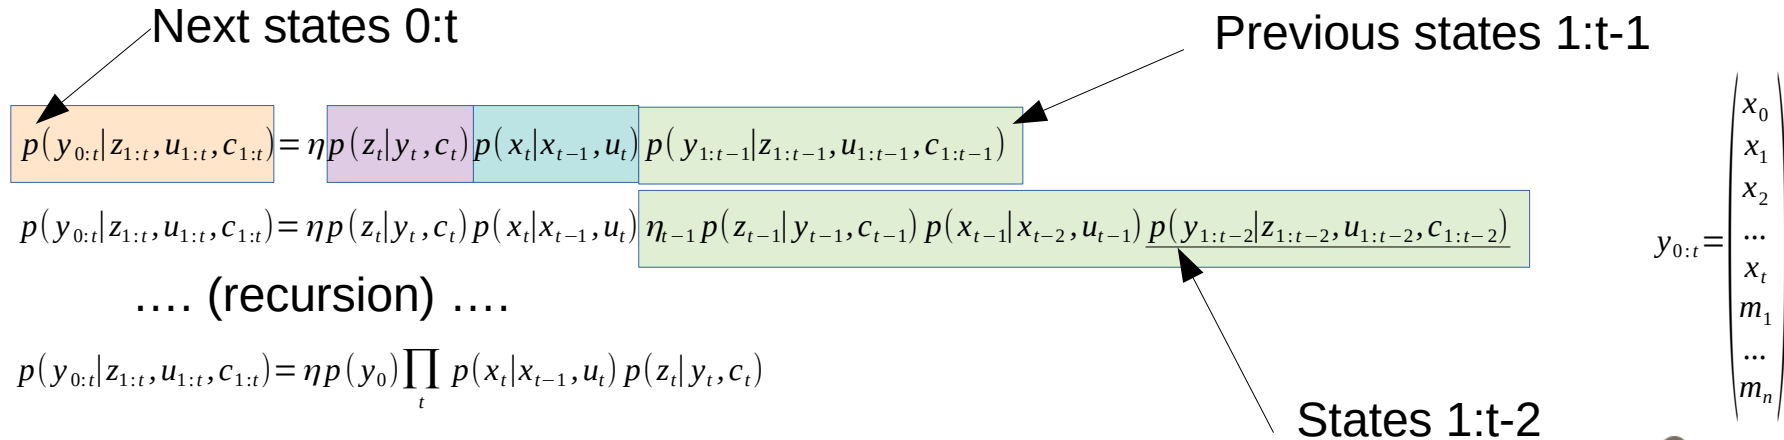 Next states 0:t
Previous states 1:t-1
p(y_{0:t}|z_{1:t},u_{1:t},c_{1:t})=ηp(z_t|y_t,c_t)p(x_t|x_{t−1},u_t)p(y_{1:t−1}|z_{1:t−1},u_{1:t−1},c_{1:t−1})
p(y_{0:t}|z_{1:t},u_{1:t},c_{1:t})=ηp(z_t|y_t,c_t)p(x_t|x_{t−1},u_t)η_{t−1}p(z_{t−1}|y_{t−1},c_{t−1})p(x_{t−1}|x_{t−2},u_{t−1})p(y_{1:t−2}|z_{1:t−2},u_{1:t−2},c_{1:t−2})
.... (recursion) ....
p(y_{0:t}|z_{1:t},u_{1:t},c_{1:t})=ηp(y_0)∏_t p(x_t|x_{t−1},u_t)p(z_t|y_t,c_t)
States 1:t-2
y_{0:t}=
x_0
x_1
x_2
...
x_t
m_1
...
m_n